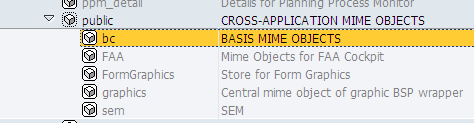 ppm_detail Details for Planning Process Monitor
public CROSS-APPLICATION MIME OBJECTS
bc BASIS MIME OBJECTS
FAA Mime Objects for FAA Cockpit
FormGraphics Store for Form Graphics
graphics Central mime object of graphic BSP wrapper
sem SEM